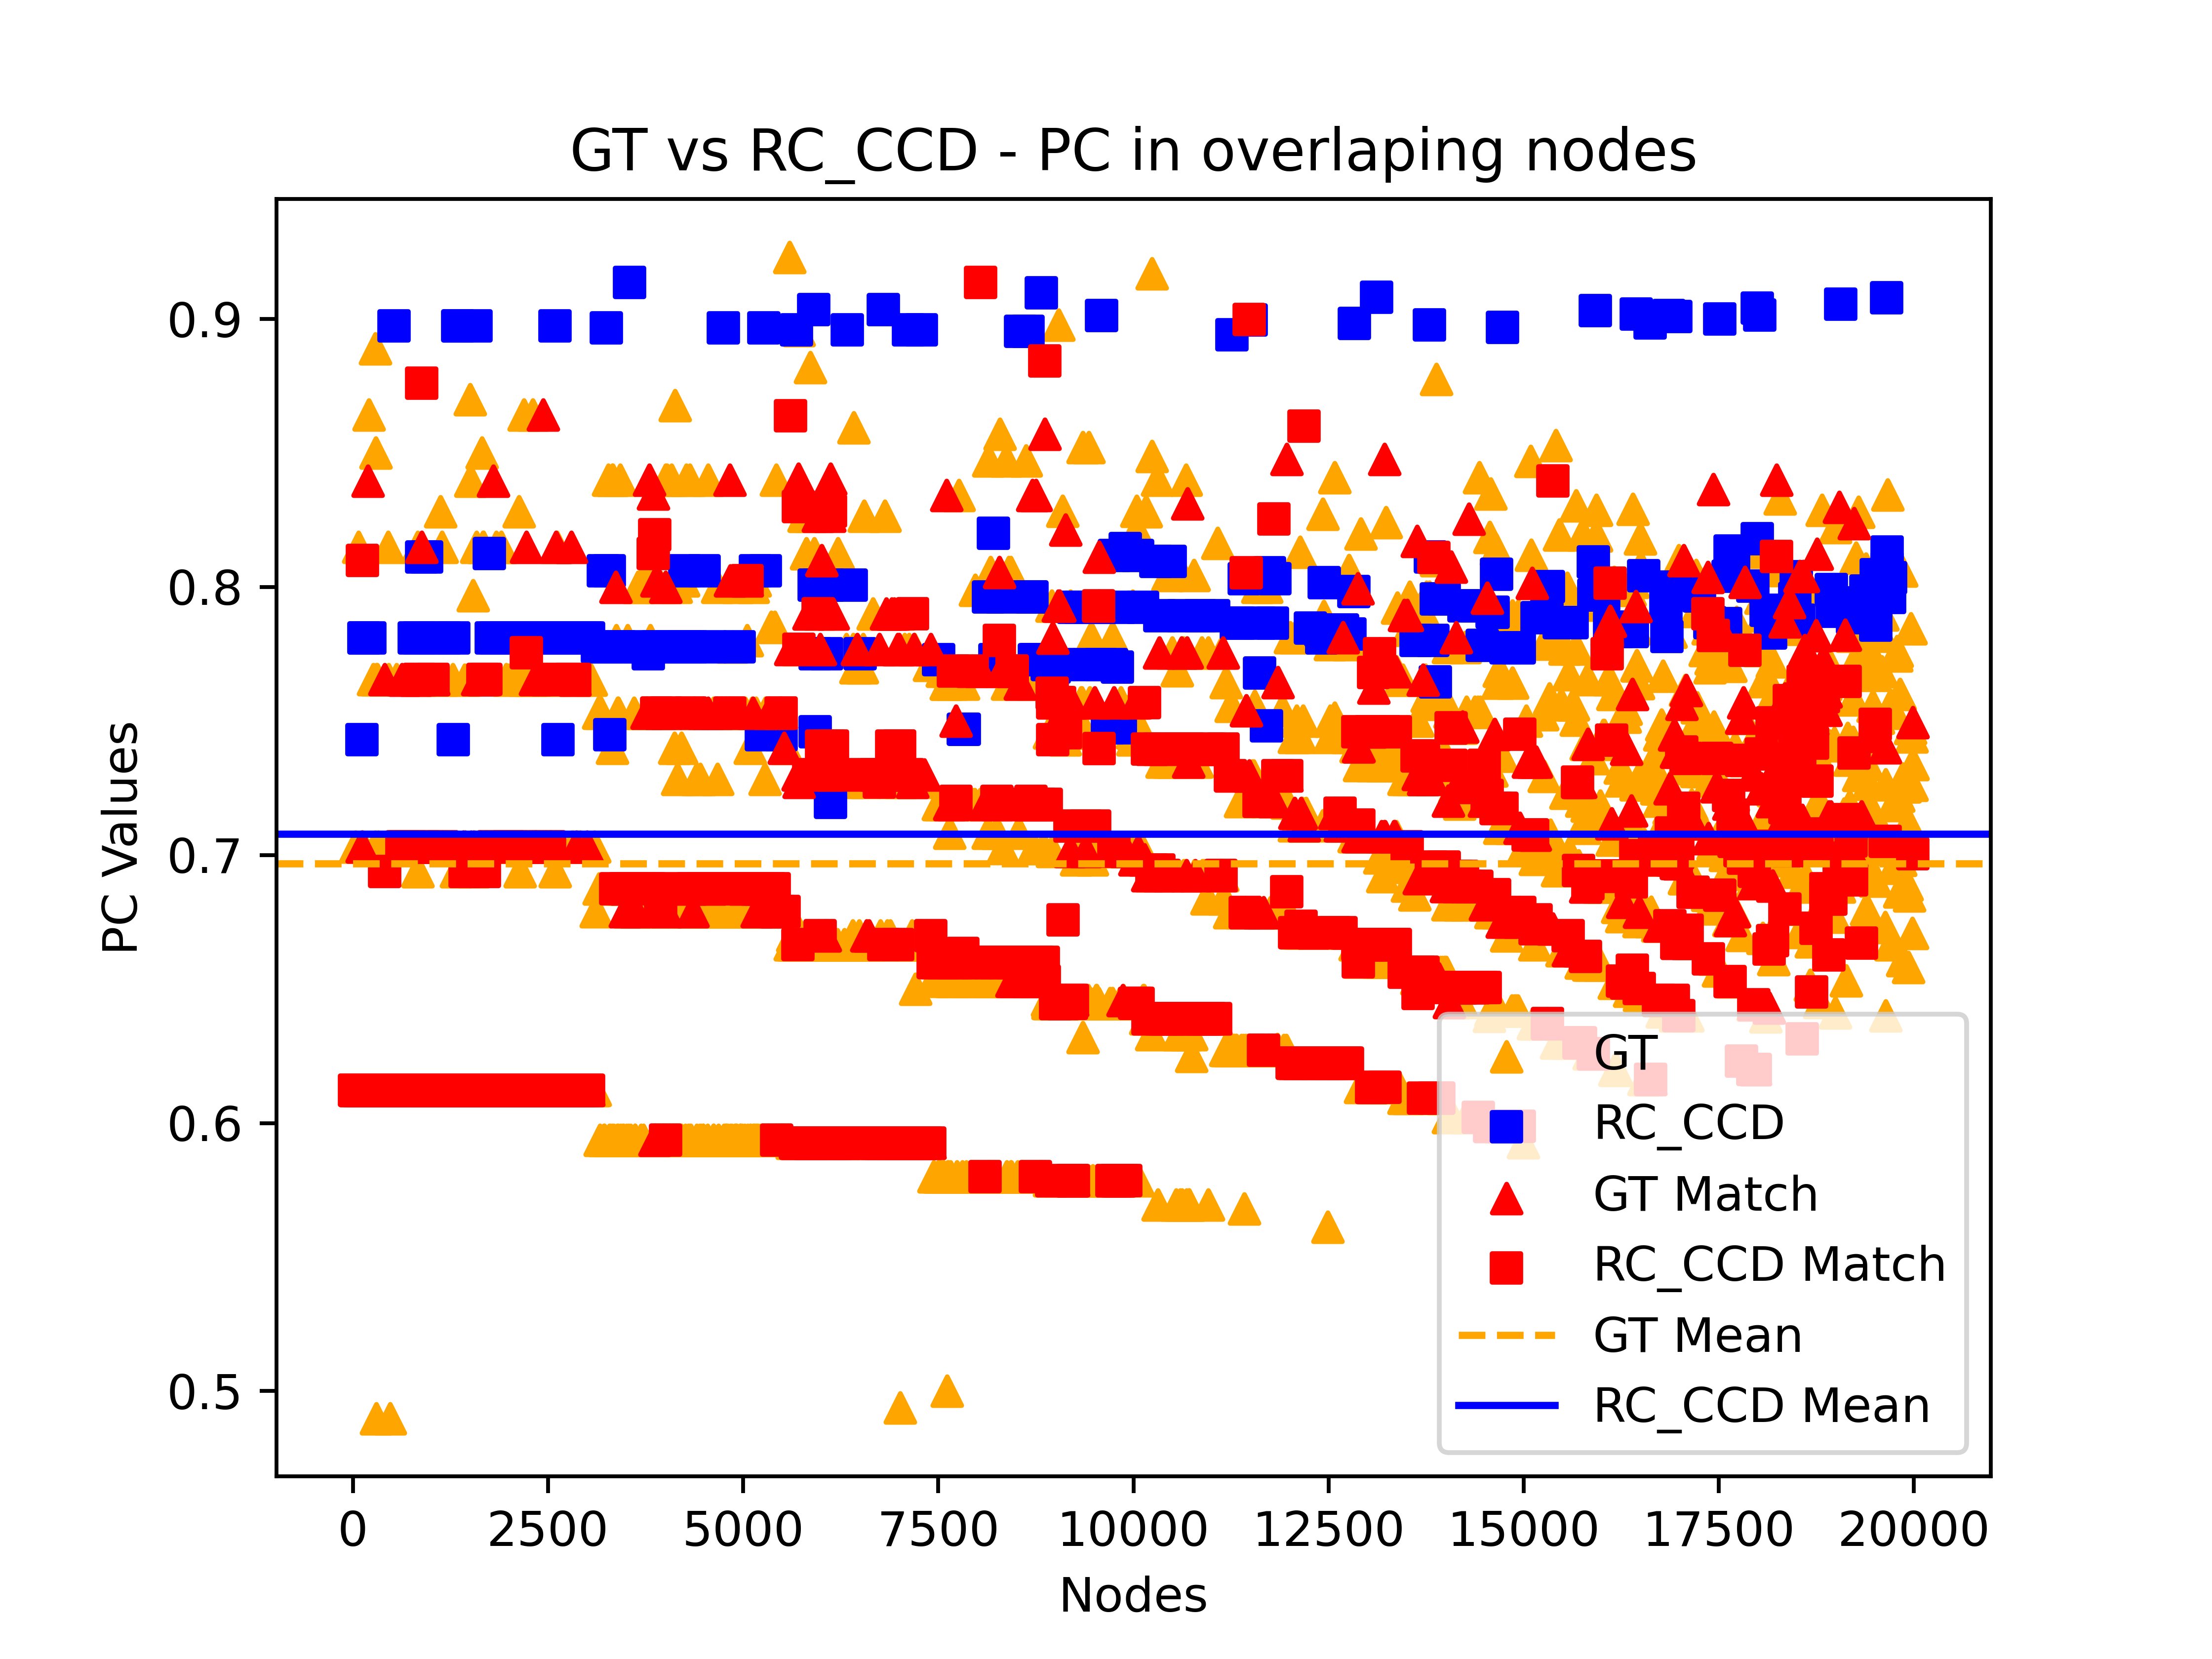 GT vs RC_CCD - PC in overlaping nodes
PC Values
0.9
0.8
0.7
0.6
0.5
0
2500
5000
7500
10000
12500
15000
17500
20000
Nodes
GT
RC_CCD
GT Match
RC_CCD Match
GT Mean
RC_CCD Mean